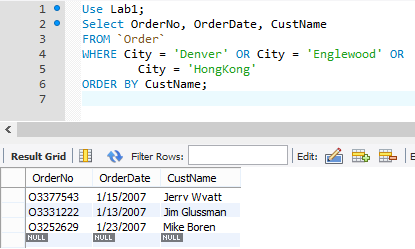 1 Use Lab1;
2 Select OrderNo, OrderDate, CustName
3 FROM `Order`
4 WHERE City = 'Denver' OR City = 'Englewood' OR
5 City = 'HongKong'
6 ORDER BY CustName;
7
Result Grid Filter Rows: Edit:
OrderNo OrderDate CustName
O3377543 1/15/2007 Jerry Wyatt
O3331222 1/13/2007 Jim Glussman
O3252629 1/23/2007 Mike Boren
NULL NULL NULL